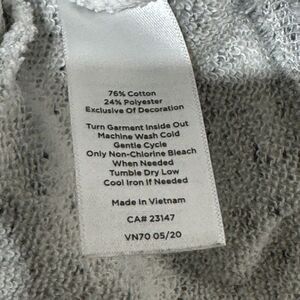 76% Cotton
24% Polyester
Exclusive Of Decoration
Turn Garment Inside Out
Machine Wash Cold
Gentle Cycle
Only Non-Chlorine Bleach
When Needed
Tumble Dry Low
Cool Iron If Needed
Made in Vietnam
CA# 23147
VN70 05/20